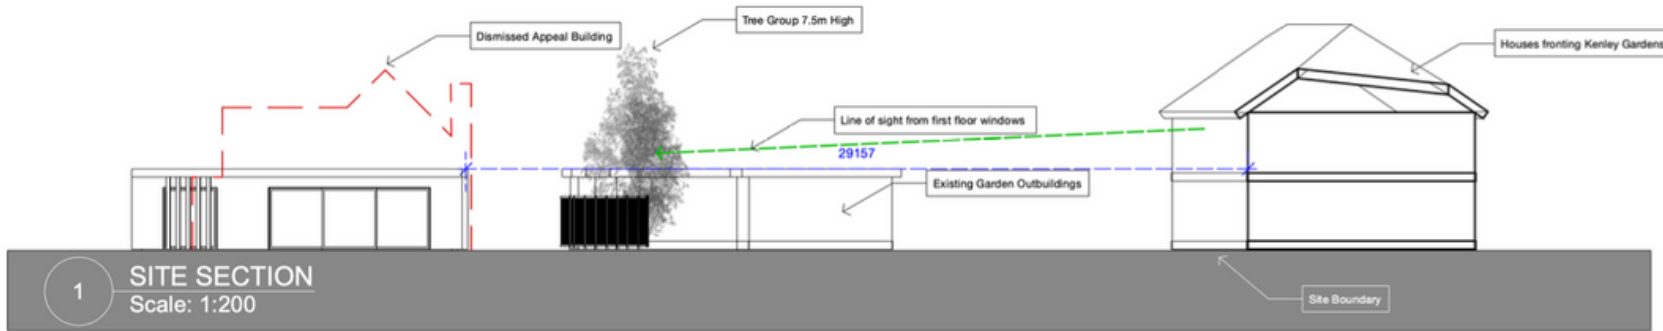 Tree Group 7.5m High
Dismissed Appeal Building
Houses fronting Kenley Gardens
Line of sight from first floor windows
29157
Existing Garden Outbuildings
1
SITE SECTION
Scale: 1:200
Site Boundary